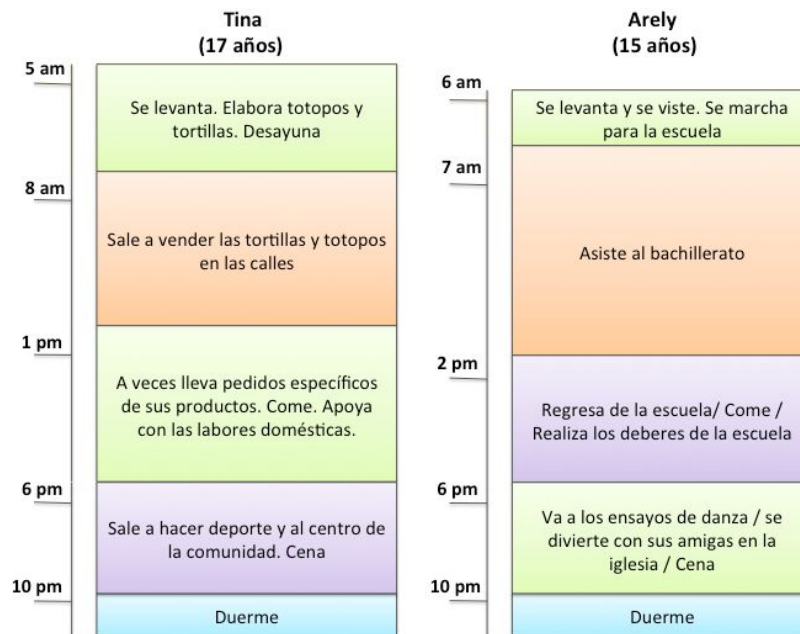 Tina
(17 años)
5 am
Se levanta. Elabora totopos y
tortillas. Desayuna
8 am
Sale a vender las tortillas y totopos
en las calles
1 pm
A veces lleva pedidos específicos
de sus productos. Come. Apoya
con las labores domésticas.
6 pm
Sale a hacer deporte y al centro de
la comunidad. Cena
10 pm
Duerme
Arely
(15 años)
6 am
Se levanta y se viste. Se marcha
para la escuela
7 am
Asiste al bachillerato
2 pm
Regresa de la escuela/ Come /
Realiza los deberes de la escuela
6 pm
Va a los ensayos de danza / se
divierte con sus amigas en la
iglesia / Cena
10 pm
Duerme